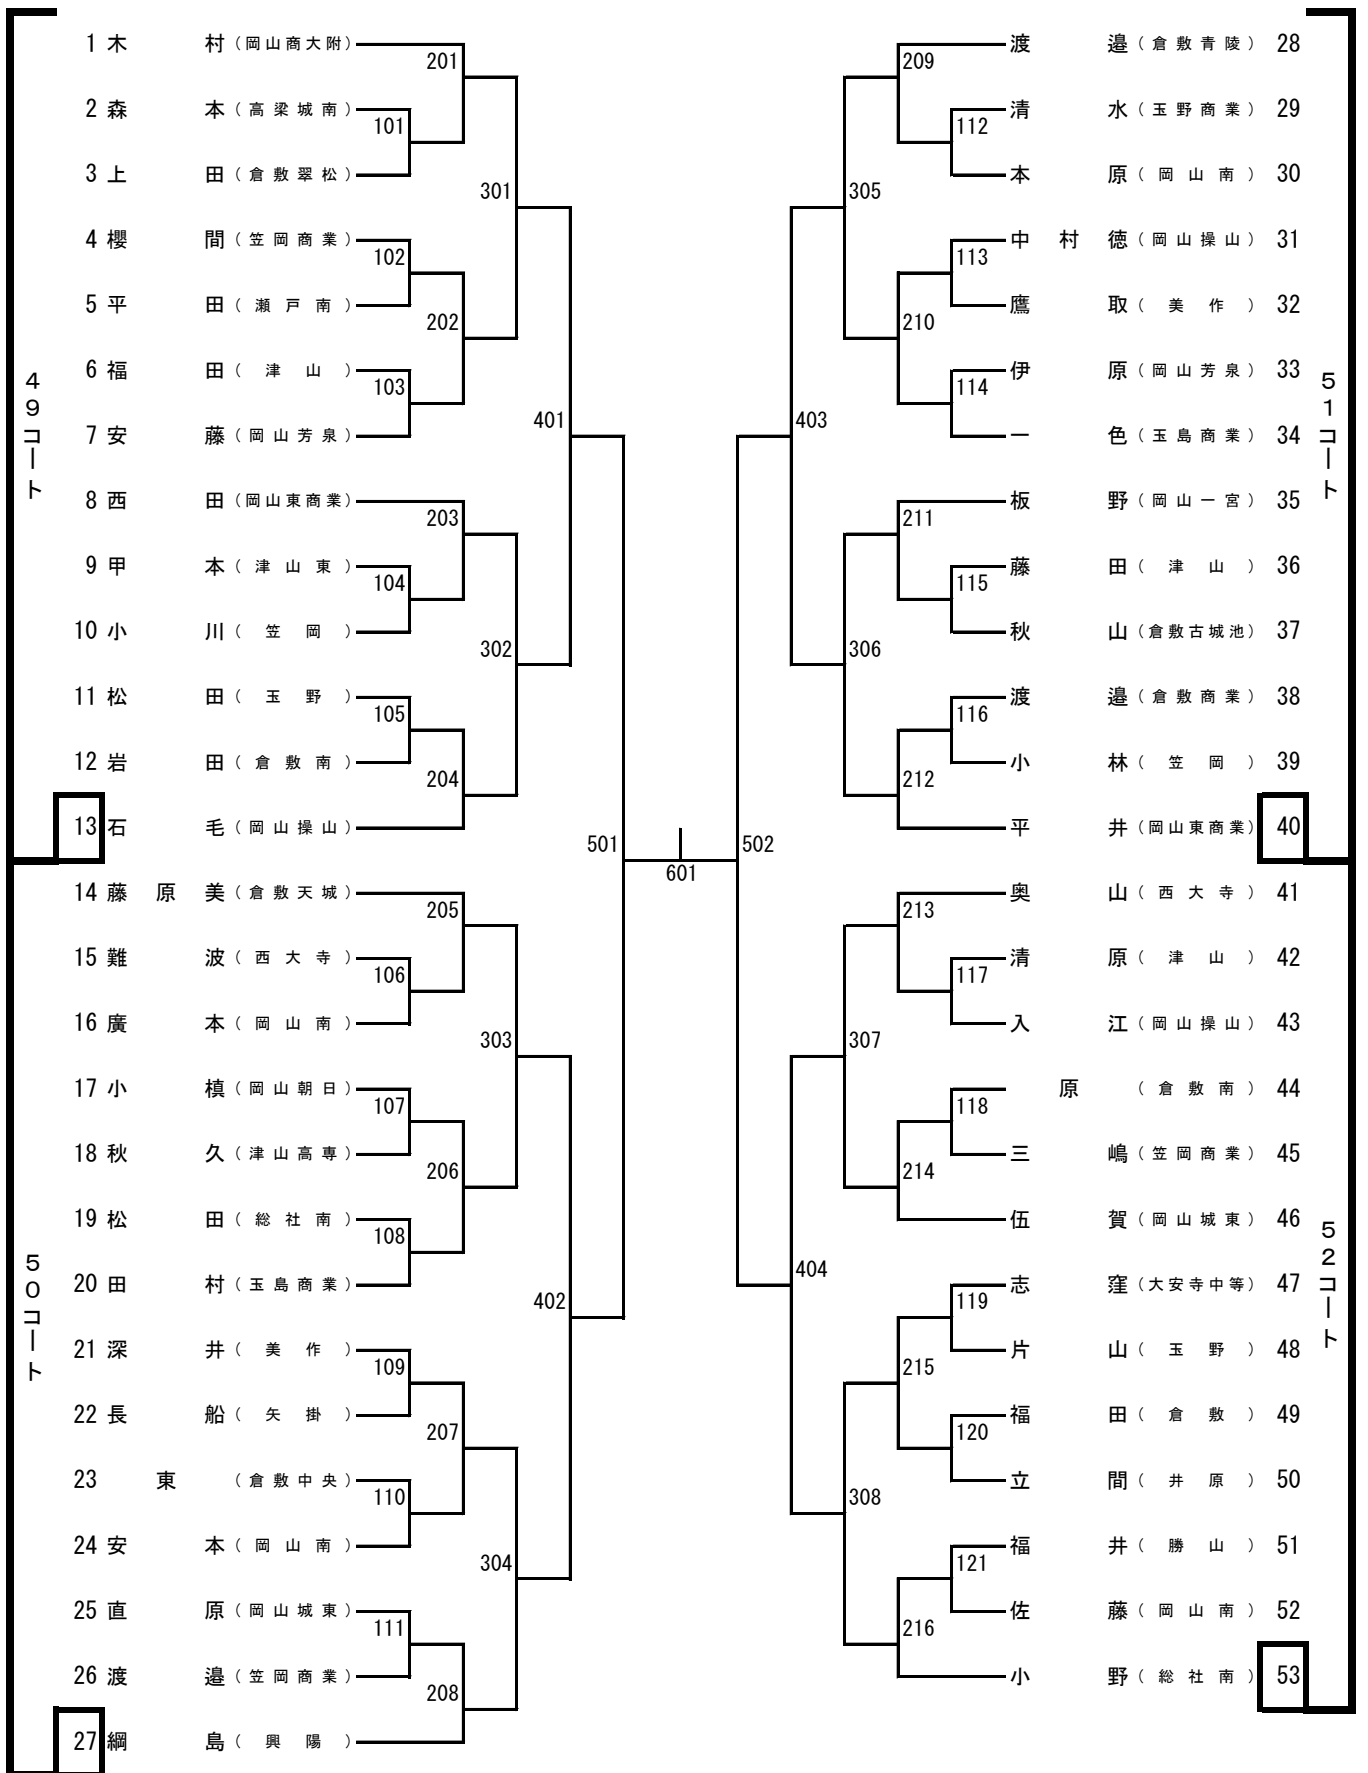 1 木村（岡山商大附）
2 森本（高梁城南）
3 上田（倉敷翠松）
4 櫻間（笠岡商業）
5 平田（瀬戸南）
6 福田（津山）
7 安藤（岡山芳泉）
8 西田（岡山東商業）
9 甲本（津山東）
10 小川（笠岡）
11 松田（玉野）
12 岩田（倉敷南）
13 石毛（岡山操山）
49コート
14 藤原美（倉敷天城）
15 難波（西大寺）
16 廣本（岡山南）
17 小槙（岡山朝日）
18 秋久（津山高専）
19 松田（総社南）
20 田村（玉島商業）
21 深井（美作）
22 長船（矢掛）
23 東（倉敷中央）
24 安本（岡山南）
25 直原（岡山城東）
26 渡邉（笠岡商業）
27 綱島（興陽）
50コート
101
102
103
104
105
106
107
108
109
110
111
201
202
203
204
205
206
207
208
301
302
303
304
401
402
501
601
502
403
404
305
306
307
308
209
210
211
212
213
214
215
216
112
113
114
115
116
117
118
119
120
121
渡邉（倉敷青陵）28
清水（玉野商業）29
本原（岡山南）30
中村徳（岡山操山）31
鷹取（美作）32
伊原（岡山芳泉）33
一色（玉島商業）34
板野（岡山一宮）35
藤田（津山）36
秋山（倉敷古城池）37
渡邉（倉敷商業）38
小林（笠岡）39
平井（岡山東商業）40
51コート
奥山（西大寺）41
清原（津山）42
入江（岡山操山）43
原（倉敷南）44
三嶋（笠岡商業）45
伍賀（岡山城東）46
志窪（大安寺中等）47
片山（玉野）48
福田（倉敷）49
立間（井原）50
福井（勝山）51
佐藤（岡山南）52
小野（総社南）53
52コート